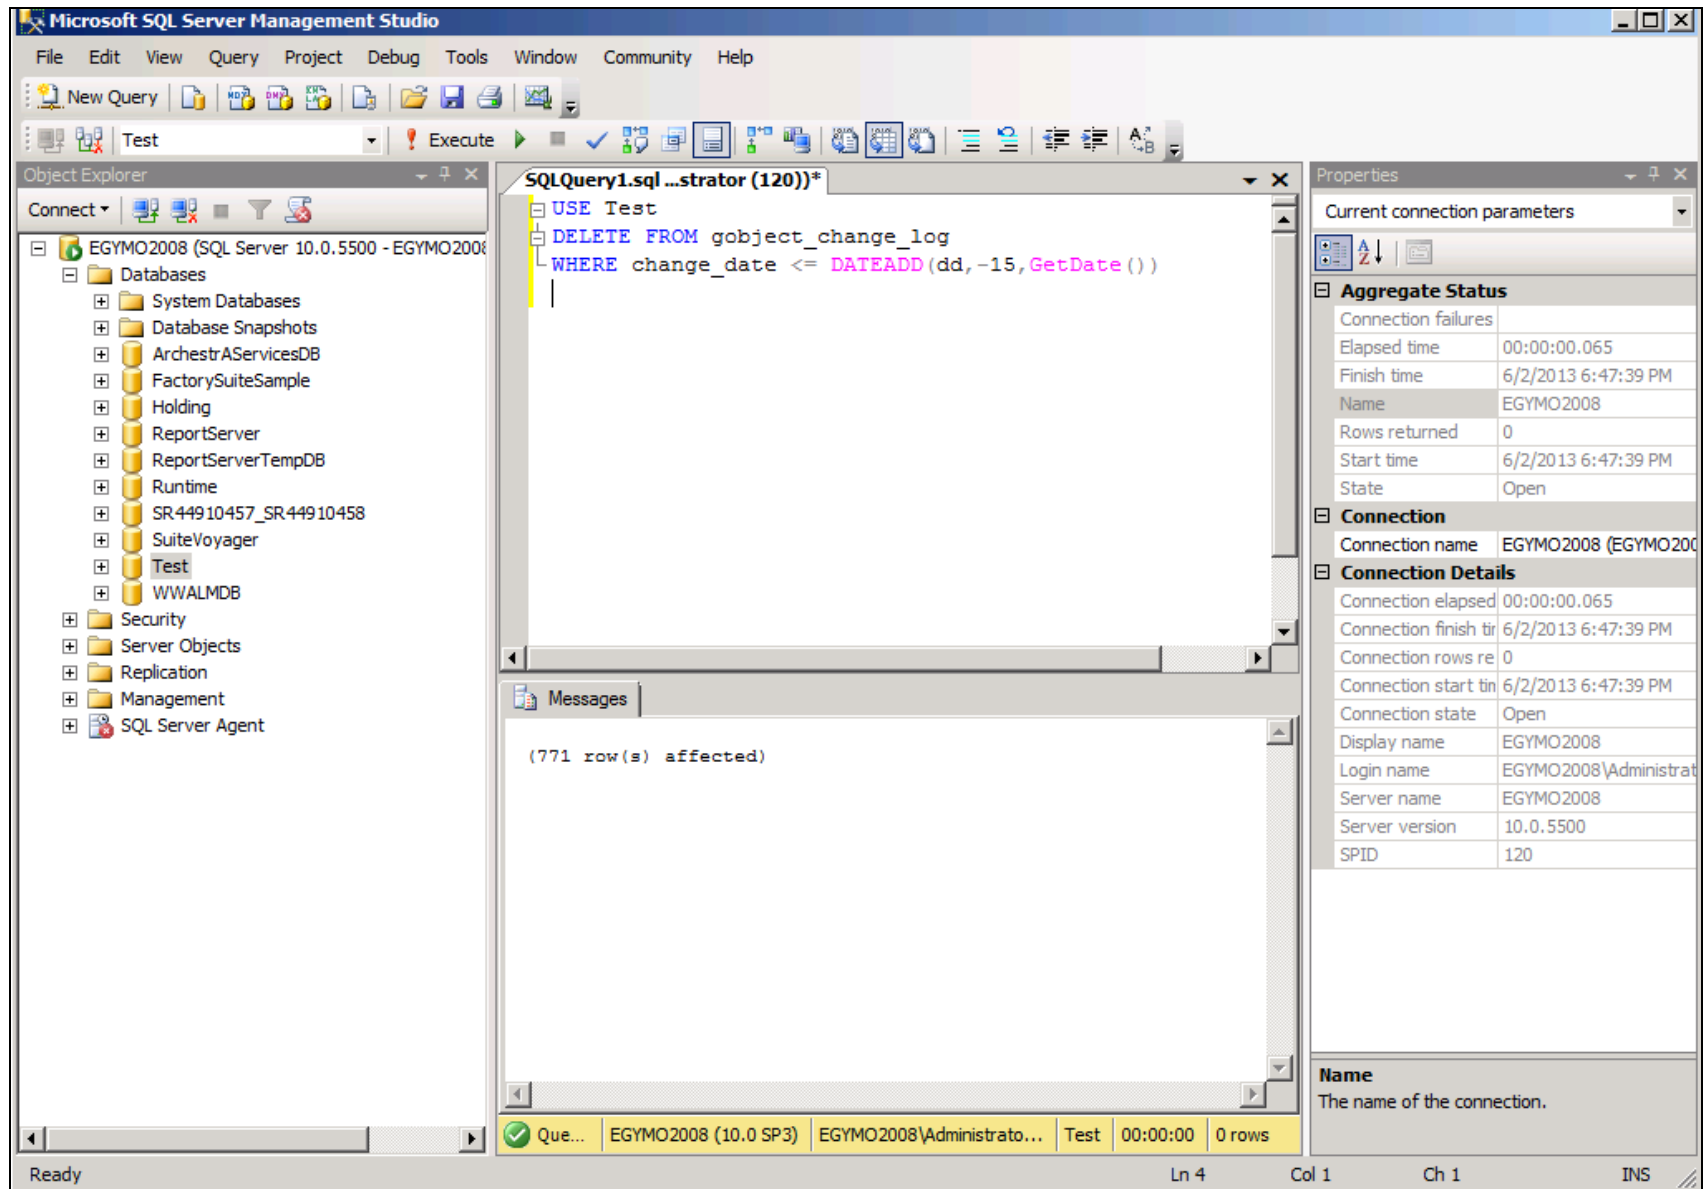 Microsoft SQL Server Management Studio
File Edit View Query Project Debug Tools Window Community Help
New Query
Test
Execute
Object Explorer
Connect
EGYMO2008 (SQL Server 10.0.5500 - EGYMO2008
Databases
System Databases
Database Snapshots
ArchestrAServicesDB
FactorySuiteSample
Holding
ReportServer
ReportServerTempDB
Runtime
SR44910457_SR44910458
SuiteVoyager
Test
WWALMDB
Security
Server Objects
Replication
Management
SQL Server Agent
SQLQuery1.sql ...strator (120))*
USE Test
DELETE FROM gobject_change_log
WHERE change_date <= DATEADD(dd,-15,GetDate())
Messages
(771 row(s) affected)
Que... EGYMO2008 (10.0 SP3) EGYMO2008\Administrato... Test 00:00:00 0 rows
Properties
Current connection parameters
Aggregate Status
Connection failures
Elapsed time 00:00:00.065
Finish time 6/2/2013 6:47:39 PM
Name EGYMO2008
Rows returned 0
Start time 6/2/2013 6:47:39 PM
State Open
Connection
Connection name EGYMO2008 (EGYMO200
Connection Details
Connection elapsed 00:00:00.065
Connection finish tir 6/2/2013 6:47:39 PM
Connection rows re 0
Connection start tin 6/2/2013 6:47:39 PM
Connection state Open
Display name EGYMO2008
Login name EGYMO2008\Administrat
Server name EGYMO2008
Server version 10.0.5500
SPID 120
Name
The name of the connection.
Ready Ln 4 Col 1 Ch 1 INS